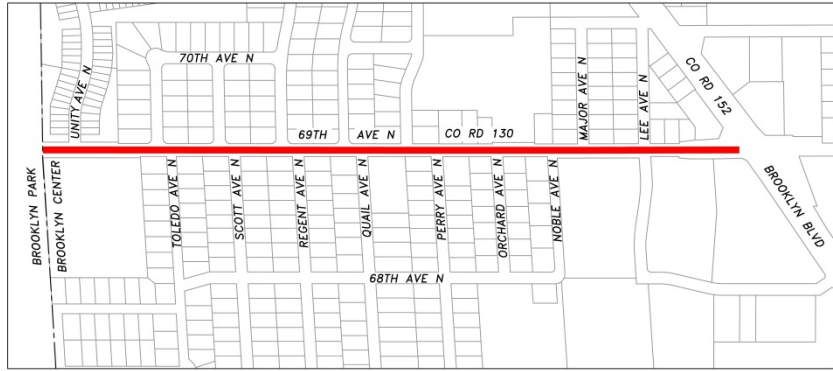 70TH AVE N
UNITY AVE N
MAJOR AVE N
LEE AVE N
CO RD 152
69TH AVE N
CO RD 130
BROOKLYN PARK
BROOKLYN CENTER
TOLEDO AVE N
SCOTT AVE N
REGENT AVE N
QUAIL AVE N
PERRY AVE N
ORCHARD AVE N
NOBLE AVE N
BROOKLYN BLVD
68TH AVE N